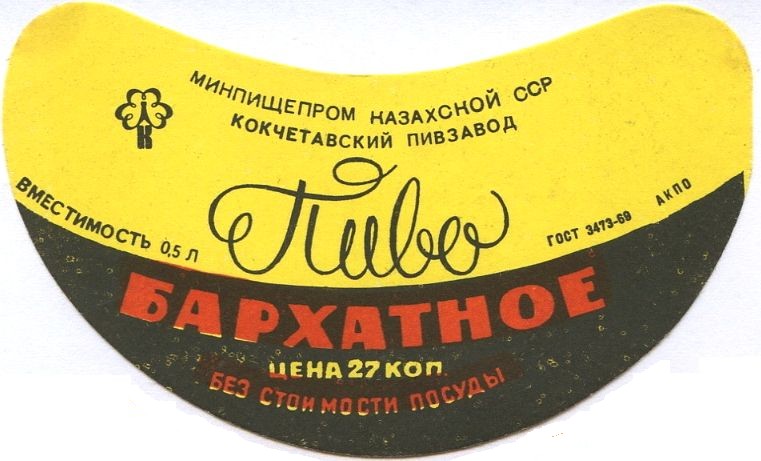 МИНПИЩЕПРОМ КАЗАХСКОЙ ССР
КОКЧЕТАВСКИЙ ПИВЗАВОД
К
Пиво
ВМЕСТИМОСТЬ 0,5 Л
ГОСТ 3473-69 АКПО
БАРХАТНОЕ
ЦЕНА 27 КОП.
БЕЗ СТОИМОСТИ ПОСУДЫ